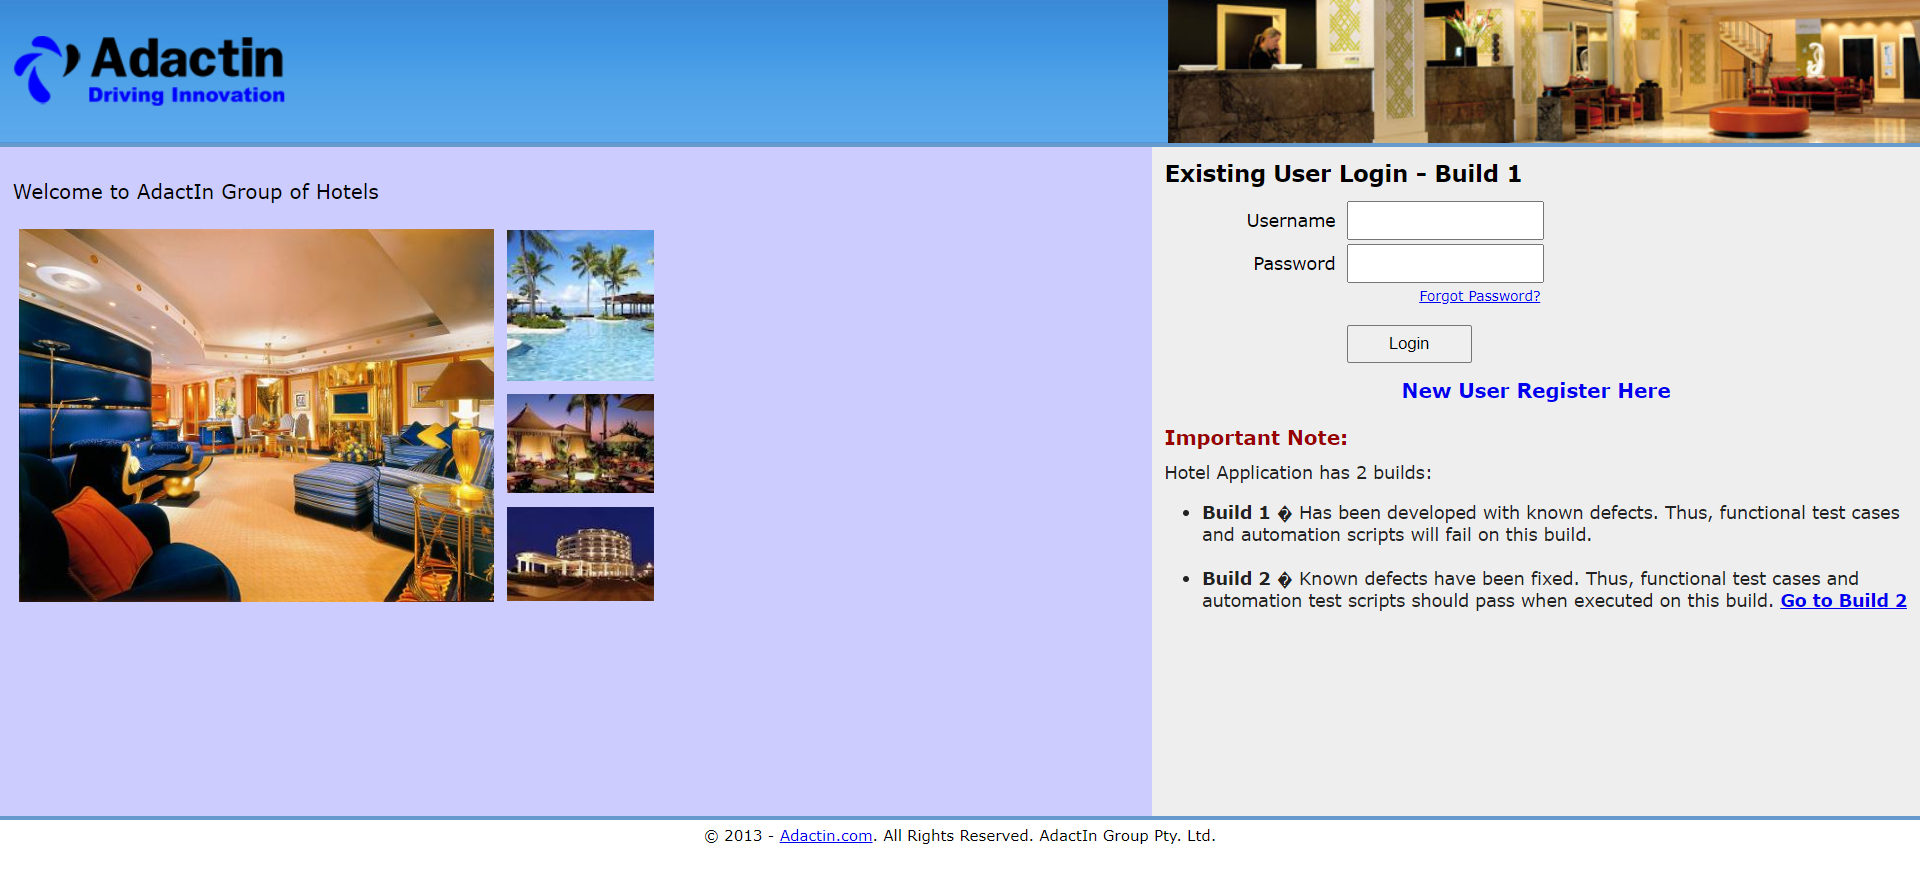 Adactin
Driving Innovation
Welcome to AdactIn Group of Hotels
Existing User Login - Build 1
Username
Password
Forgot Password?
Login
New User Register Here
Important Note:
Hotel Application has 2 builds:
• Build 1 � Has been developed with known defects. Thus, functional test cases
and automation scripts will fail on this build.
• Build 2 � Known defects have been fixed. Thus, functional test cases and
automation test scripts should pass when executed on this build. Go to Build 2
© 2013 - Adactin.com. All Rights Reserved. AdactIn Group Pty. Ltd.